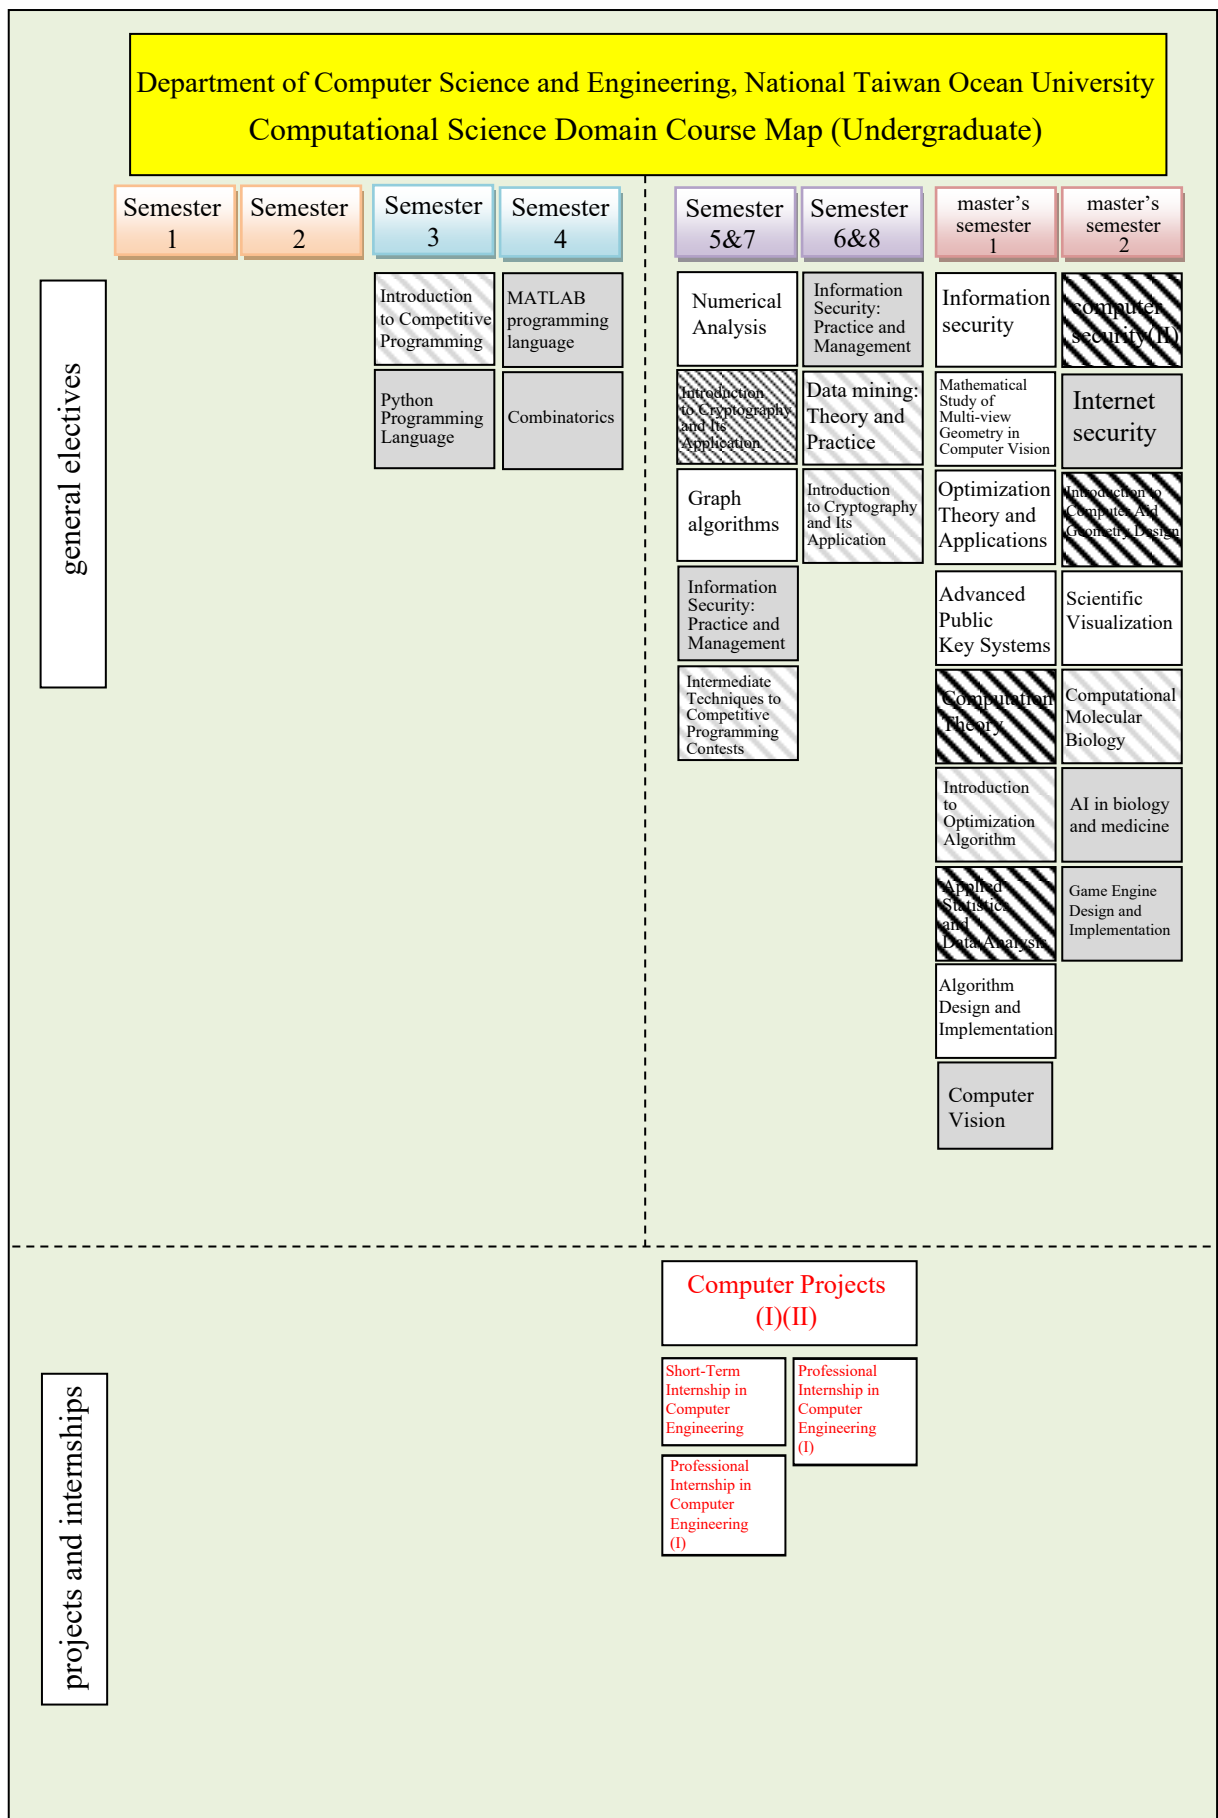 Department of Computer Science and Engineering, National Taiwan Ocean University
Computational Science Domain Course Map (Undergraduate)
Semester
1
Semester
2
Semester
3
Semester
4
Semester
5&7
Semester
6&8
master's
semester
1
master's
semester
2
general electives
Introduction
to Competitive
Programming
Python
Programming
Language
MATLAB
programming
language
Combinatorics
Numerical
Analysis
Introduction
to Cryptography
and Its
Application
Graph
algorithms
Information
Security:
Practice and
Management
Intermediate
Techniques to
Competitive
Programming
Contests
Information
Security:
Practice and
Management
Data mining:
Theory and
Practice
Introduction
to Cryptography
and Its
Application
Information
security
Mathematical
Study of
Multi-view
Geometry in
Computer Vision
Optimization
Theory and
Applications
Advanced
Public
Key Systems
Computation
Theory
Introduction
to
Optimization
Algorithm
Applied
Statistics
and
Data Analysis
Algorithm
Design and
Implementation
Computer
Vision
computer
security(II)
Internet
security
Introduction to
Computer Aid
Geometry Design
Scientific
Visualization
Computational
Molecular
Biology
AI in biology
and medicine
Game Engine
Design and
Implementation
projects and internships
Computer Projects
(I)(II)
Short-Term
Internship in
Computer
Engineering
Professional
Internship in
Computer
Engineering
(I)
Professional
Internship in
Computer
Engineering
(I)